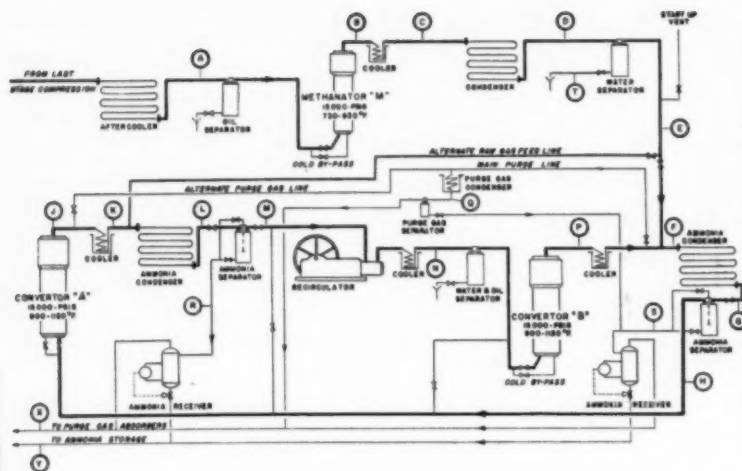 START UP
VENT
B
C
D
FROM LAST
STAGE COMPRESSION
A
COOLER
AFTERCOOLER
OIL
SEPARATOR
METHANATOR "M"
15000-PSIG
COLD BY-PASS
CONDENSER
T
WATER
SEPARATOR
E
ALTERNATE RAW GAS FEED LINE
MAIN PURGE LINE
ALTERNATE PURGE GAS LINE
PURGE GAS
CONDENSER
Q
PURGE GAS
SEPARATOR
J
K
L
M
P
F
AMMONIA
CONDENSER
COOLER
AMMONIA
CONDENSER
AMMONIA
SEPARATOR
RECIRCULATOR
COOLER
N
WATER & OIL
SEPARATOR
COOLER
CONVERTOR "A"
15000-PSIG
900-1150°F.
R
CONVERTOR "B"
15000-PSIG
900-1150°F.
COLD BY-PASS
S
AMMONIA
SEPARATOR
G
H
AMMONIA RECEIVER
AMMONIA RECEIVER
X
TO PURGE GAS ABSORBERS
TO AMMONIA STORAGE
Y